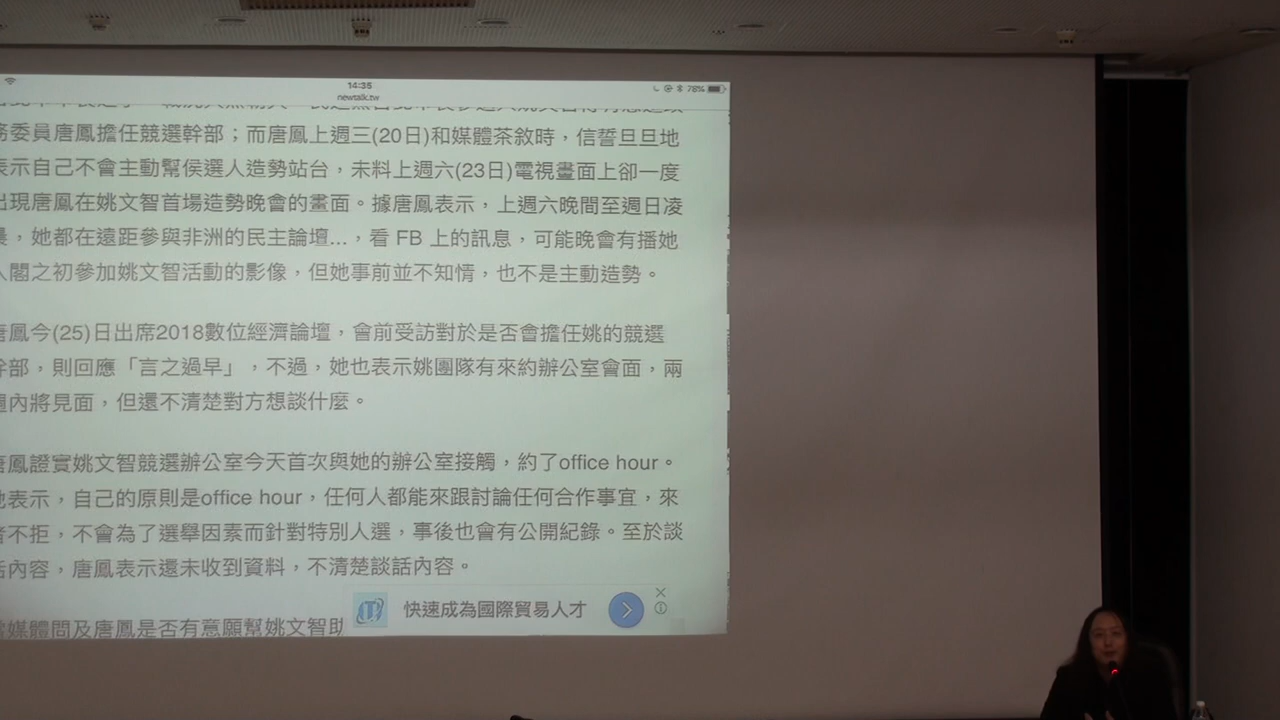 14:35
newtalk.tw
78%
務委員唐鳳擔任競選幹部；而唐鳳上週三(20日)和媒體茶敘時，信誓旦旦地
表示自己不會主動幫侯選人造勢站台，未料上週六(23日)電視畫面上卻一度
出現唐鳳在姚文智首場造勢晚會的畫面。據唐鳳表示，上週六晚間至週日凌
晨，她都在遠距參與非洲的民主論壇...，看 FB 上的訊息，可能晚會有播她
入閣之初參加姚文智活動的影像，但她事前並不知情，也不是主動造勢。
唐鳳今(25)日出席2018數位經濟論壇，會前受訪對於是否會擔任姚的競選
幹部，則回應「言之過早」，不過，她也表示姚團隊有來約辦公室會面，兩
週內將見面，但還不清楚對方想談什麼。
唐鳳證實姚文智競選辦公室今天首次與她的辦公室接觸，約了office hour。
她表示，自己的原則是office hour，任何人都能來跟討論任何合作事宜，來
者不拒，不會為了選舉因素而針對特別人選，事後也會有公開紀錄。至於談
話內容，唐鳳表示還未收到資料，不清楚談話內容。
當媒體問及唐鳳是否有意願幫姚文智助
快速成為國際貿易人才